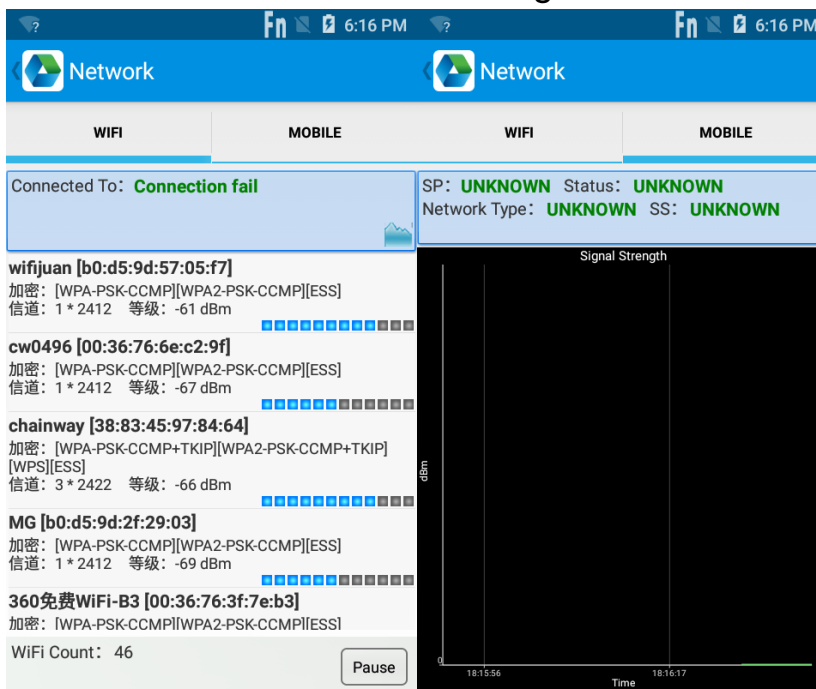 Fn 6:16 PM
Network
WIFI MOBILE
Connected To：Connection fail
wifijuan [b0:d5:9d:57:05:f7]
加密：[WPA-PSK-CCMP][WPA2-PSK-CCMP][ESS]
信道：1 * 2412 等级：-61 dBm
cw0496 [00:36:76:6e:c2:9f]
加密：[WPA-PSK-CCMP][WPA2-PSK-CCMP][ESS]
信道：1 * 2412 等级：-67 dBm
chainway [38:83:45:97:84:64]
加密：[WPA-PSK-CCMP+TKIP][WPA2-PSK-CCMP+TKIP]
[WPS][ESS]
信道：3 * 2422 等级：-66 dBm
MG [b0:d5:9d:2f:29:03]
加密：[WPA-PSK-CCMP][WPA2-PSK-CCMP][ESS]
信道：1 * 2412 等级：-69 dBm
360免费WiFi-B3 [00:36:76:3f:7e:b3]
加密：[WPA-PSK-CCMP][WPA2-PSK-CCMP][ESS]
WiFi Count：46
Pause
Fn 6:16 PM
Network
WIFI MOBILE
SP：UNKNOWN Status：UNKNOWN
Network Type：UNKNOWN SS：UNKNOWN
Signal Strength
dBm
0
18:15:56 18:16:17
Time